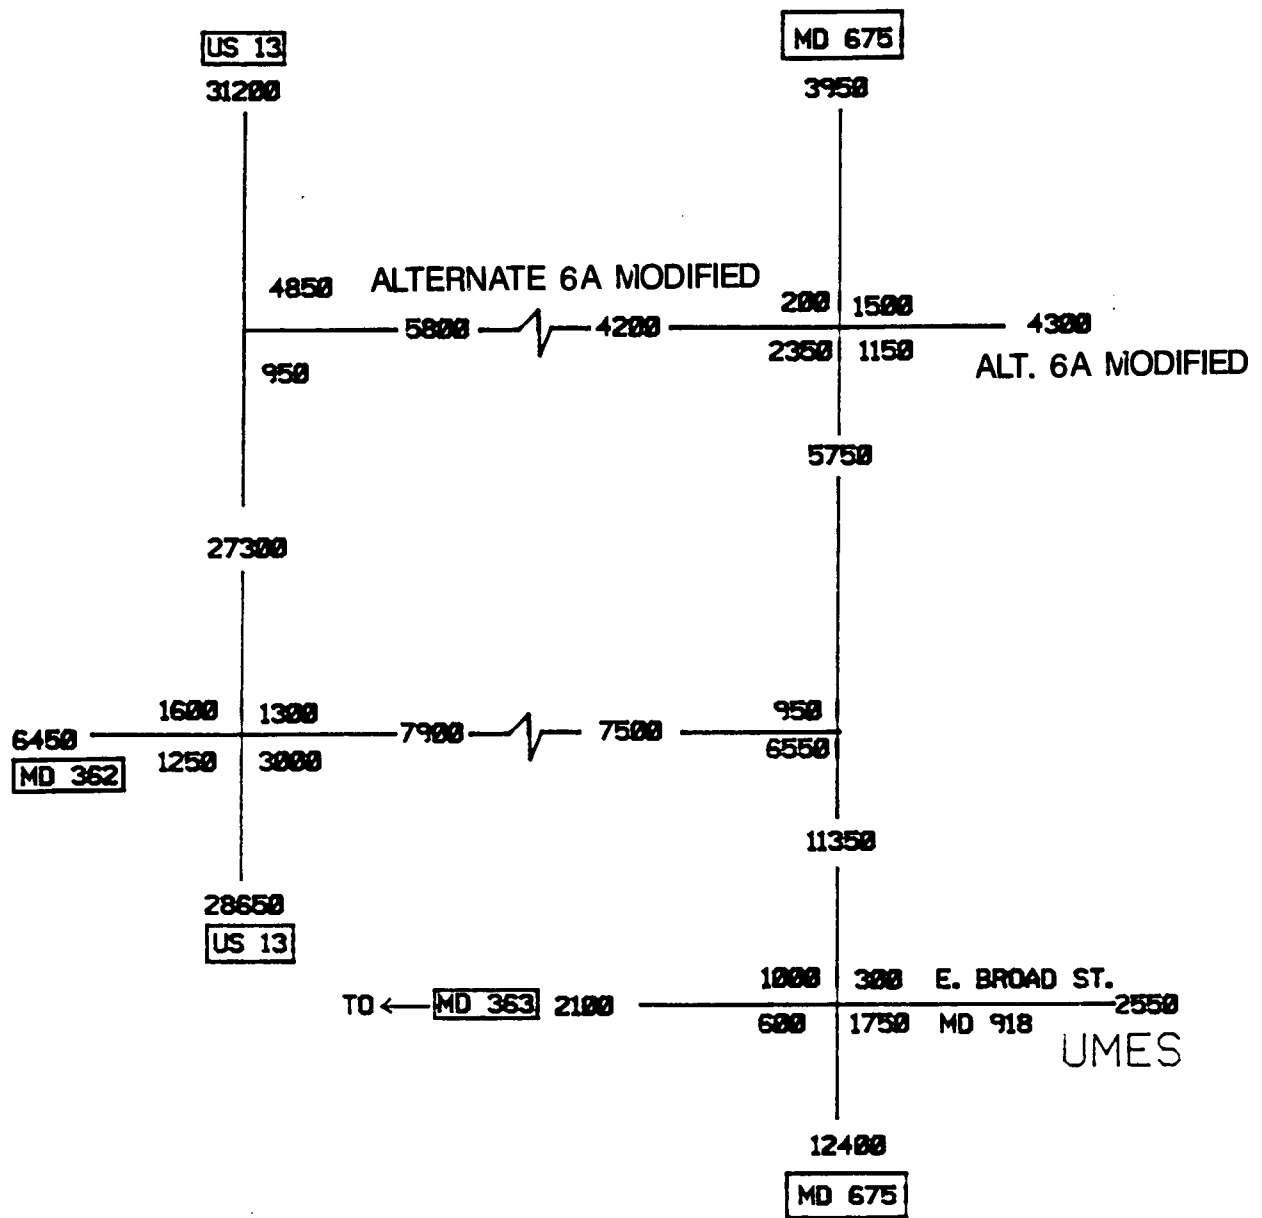 US 13
31200
MD 675
3950
4850
ALTERNATE 6A MODIFIED
200
1500
5800
4200
4300
950
2350
1150
ALT. 6A MODIFIED
5750
27300
1600
1300
950
6450
7900
7500
MD 362
1250
3000
6550
11350
28650
US 13
1000
300
E. BROAD ST.
TO
MD 363
2100
2550
600
1750
MD 918
UMES
12400
MD 675